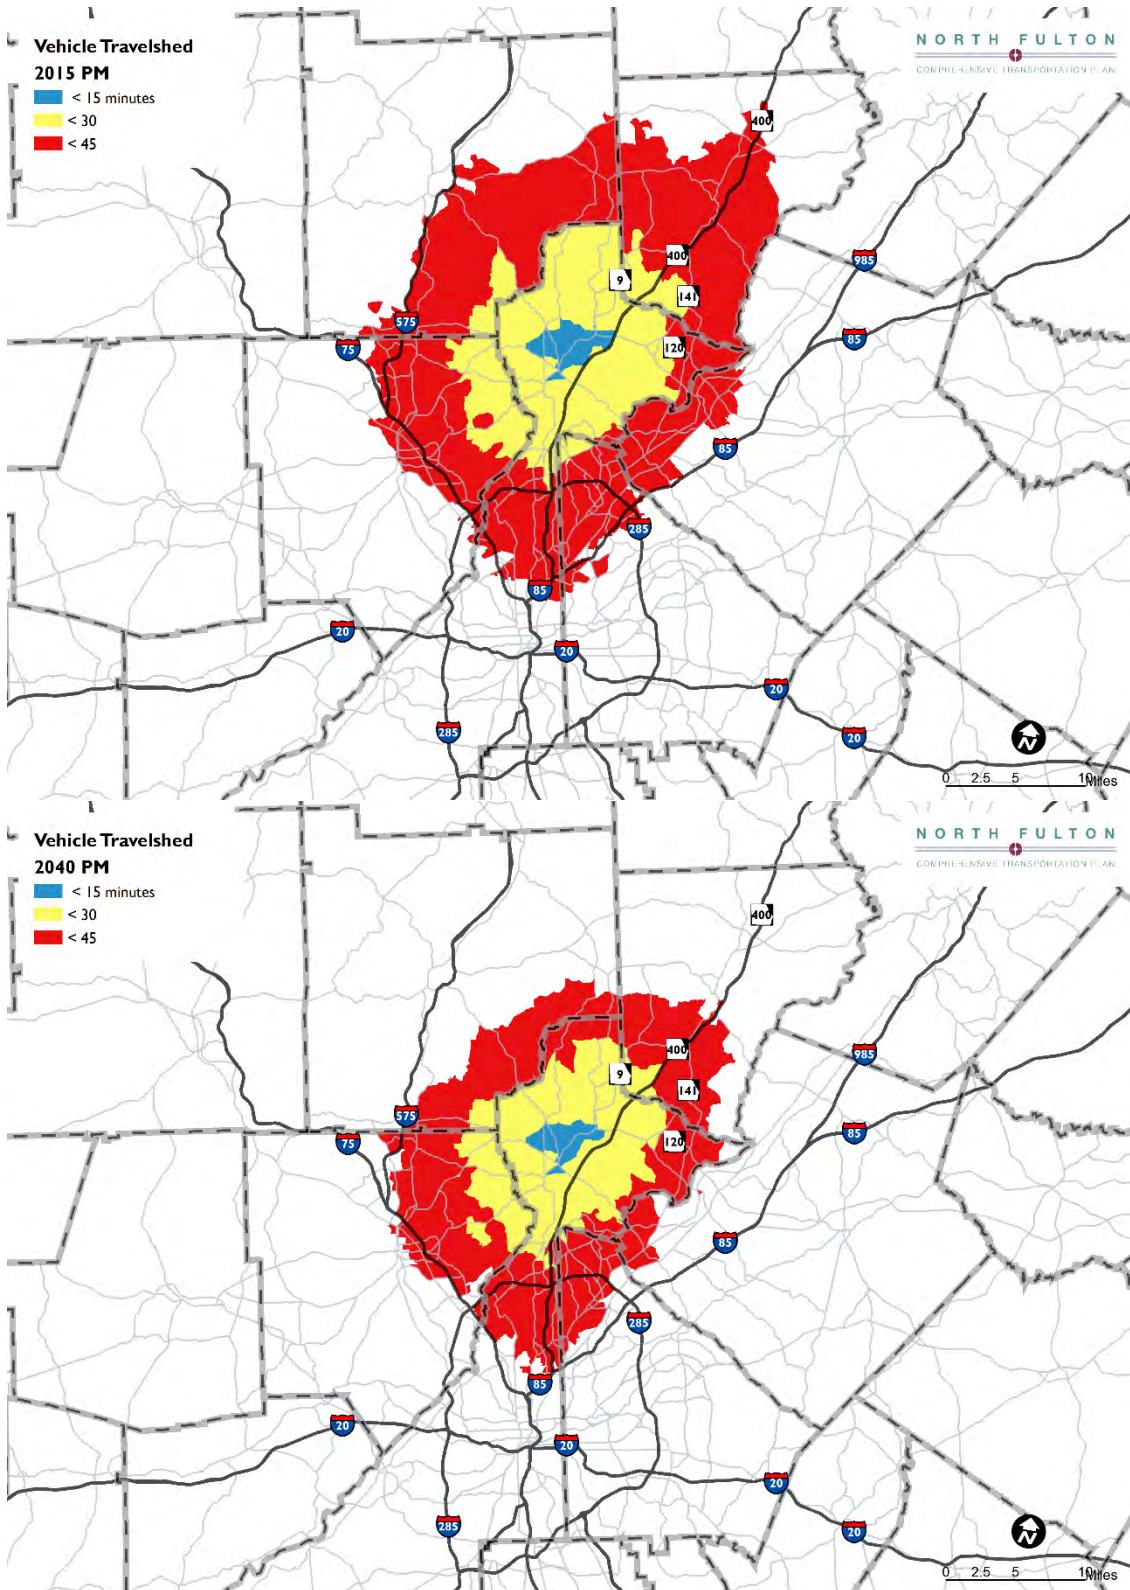 Vehicle Travelshed
2015 PM
< 15 minutes
< 30
< 45
NORTH FULTON
COMPREHENSIVE TRANSPORTATION PLAN
400
400
9
141
985
575
75
120
85
85
285
85
20
20
20
285
20
N
0 2.5 5 10
Miles
Vehicle Travelshed
2040 PM
< 15 minutes
< 30
< 45
NORTH FULTON
COMPREHENSIVE TRANSPORTATION PLAN
400
400
9
141
985
575
75
120
85
85
285
85
20
20
20
285
20
N
0 2.5 5 10
Miles